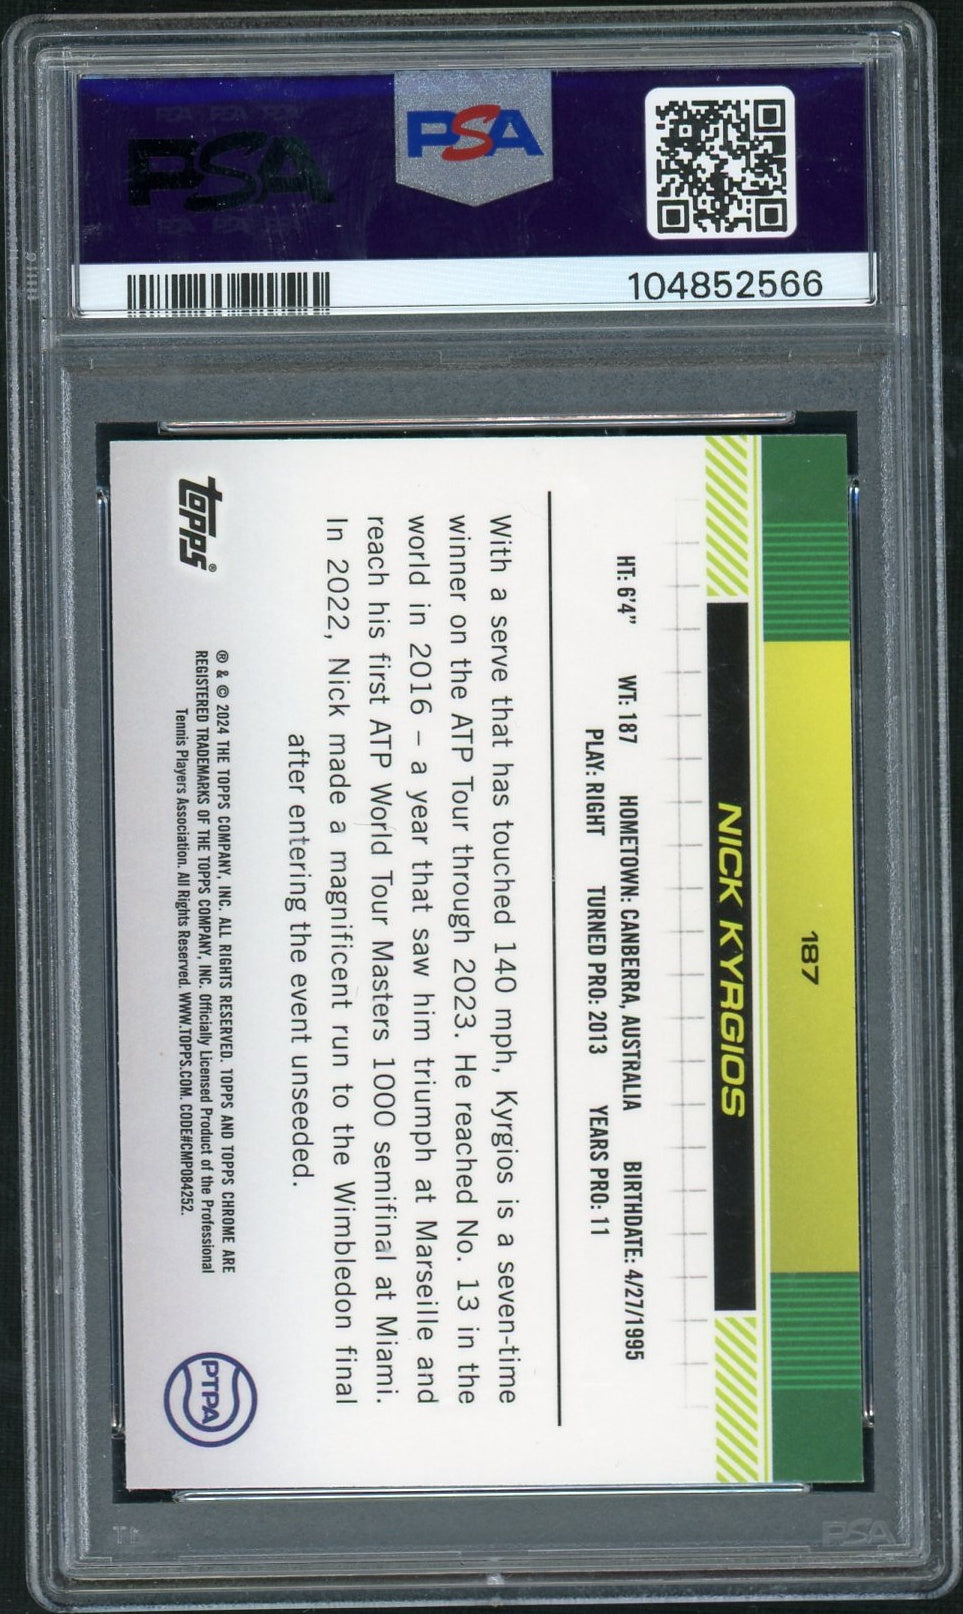 PSA
PSA
104852566
187
NICK KYRGIOS
HT: 6'4" WT: 187 HOMETOWN: CANBERRA, AUSTRALIA BIRTHDATE: 4/27/1995
PLAY: RIGHT TURNED PRO: 2013 YEARS PRO: 11
With a serve that has touched 140 mph, Kyrgios is a seven-time
winner on the ATP Tour through 2023. He reached No. 13 in the
world in 2016 – a year that saw him triumph at Marseille and
reach his first ATP World Tour Masters 1000 semifinal at Miami.
In 2022, Nick made a magnificent run to the Wimbledon final
after entering the event unseeded.
topps®
® & © 2024 THE TOPPS COMPANY, INC. ALL RIGHTS RESERVED. TOPPS AND TOPPS CHROME ARE
REGISTERED TRADEMARKS OF THE TOPPS COMPANY, INC. Officially Licensed Product of the Professional
Tennis Players Association. All Rights Reserved. WWW.TOPPS.COM. CODE#CMP084252.
PTPA
PSA